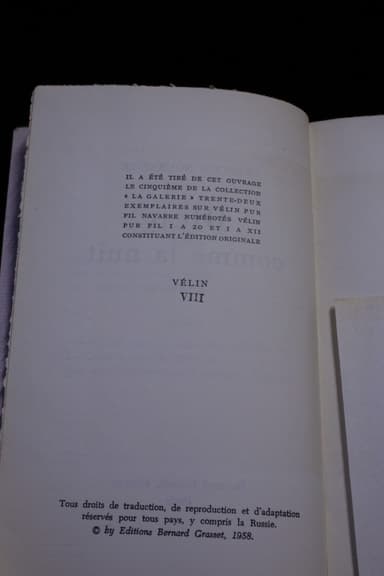 IL A ÉTÉ TIRÉ DE CET OUVRAGE
LE CINQUIÈME DE LA COLLECTION
« LA GALERIE » TRENTE-DEUX
EXEMPLAIRES SUR VÉLIN PUR
FIL NAVARRE NUMÉROTÉS VÉLIN
PUR FIL I A 20 ET I A XII
CONSTITUANT L'ÉDITION ORIGINALE
VÉLIN
VIII
Tous droits de traduction, de reproduction et d'adaptation
réservés pour tous pays, y compris la Russie.
© by Editions Bernard Grasset, 1958.